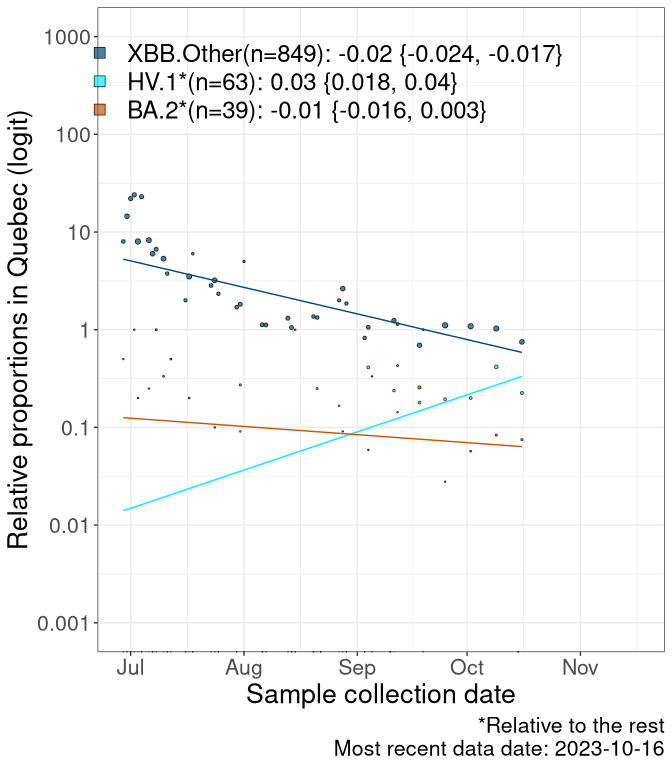 XBB.Other(n=849): -0.02 {-0.024, -0.017}
HV.1*(n=63): 0.03 {0.018, 0.04}
BA.2*(n=39): -0.01 {-0.016, 0.003}
Relative proportions in Quebec (logit)
1000
100
10
1
0.1
0.01
0.001
Jul Aug Sep Oct Nov
Sample collection date
*Relative to the rest
Most recent data date: 2023-10-16